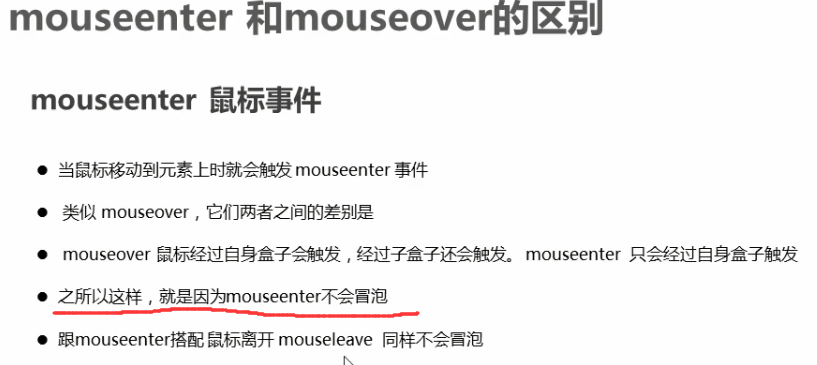 mouseenter 和mouseover的区别
mouseenter 鼠标事件
● 当鼠标移动到元素上时就会触发 mouseenter 事件
● 类似 mouseover，它们两者之间的差别是
● mouseover 鼠标经过自身盒子会触发，经过子盒子还会触发。 mouseenter 只会经过自身盒子触发
● 之所以这样，就是因为mouseenter不会冒泡
● 跟mouseenter搭配 鼠标离开 mouseleave 同样不会冒泡